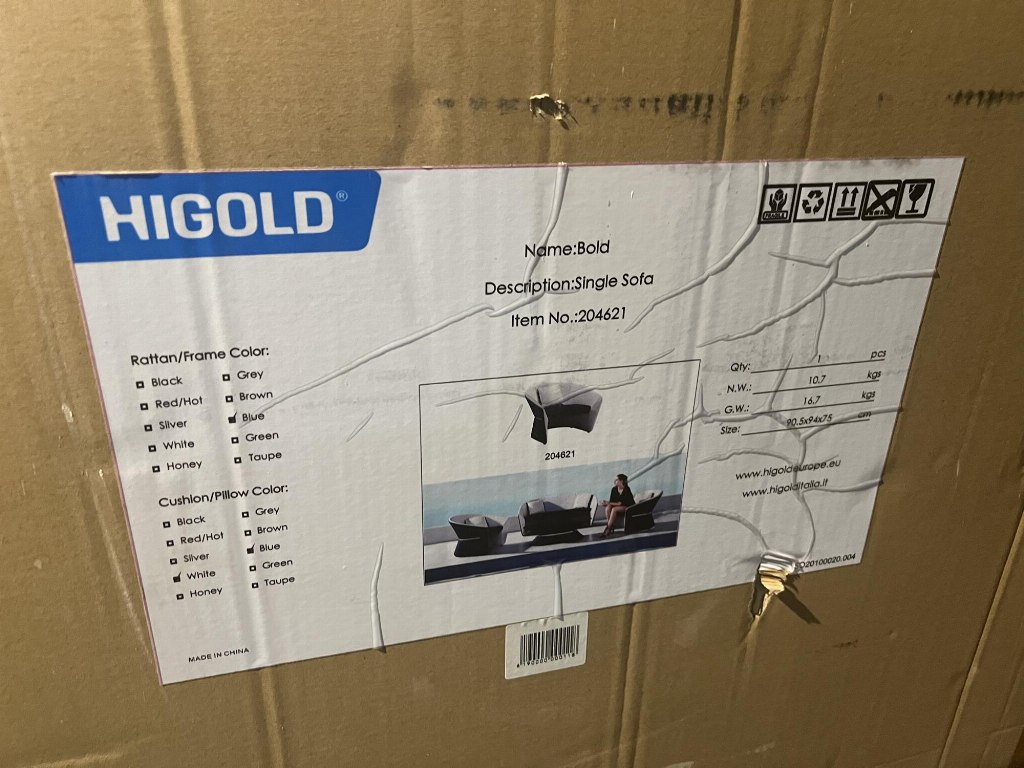 HIGOLD®
FRAGILE
Name:Bold
Description:Single Sofa
Item No.:204621
Rattan/Frame Color:
Black Grey
Red/Hot Brown
Silver Blue
White Green
Honey Taupe
Cushion/Pillow Color:
Black Grey
Red/Hot Brown
Silver Blue
White Green
Honey Taupe
MADE IN CHINA
204621
Qty: 1 pcs
N.W.: 10.7 kgs
G.W.: 16.7 kgs
Size: 90.5x94x75 cm
www.higoldeurope.eu
www.higolditalia.it
O20100020.004